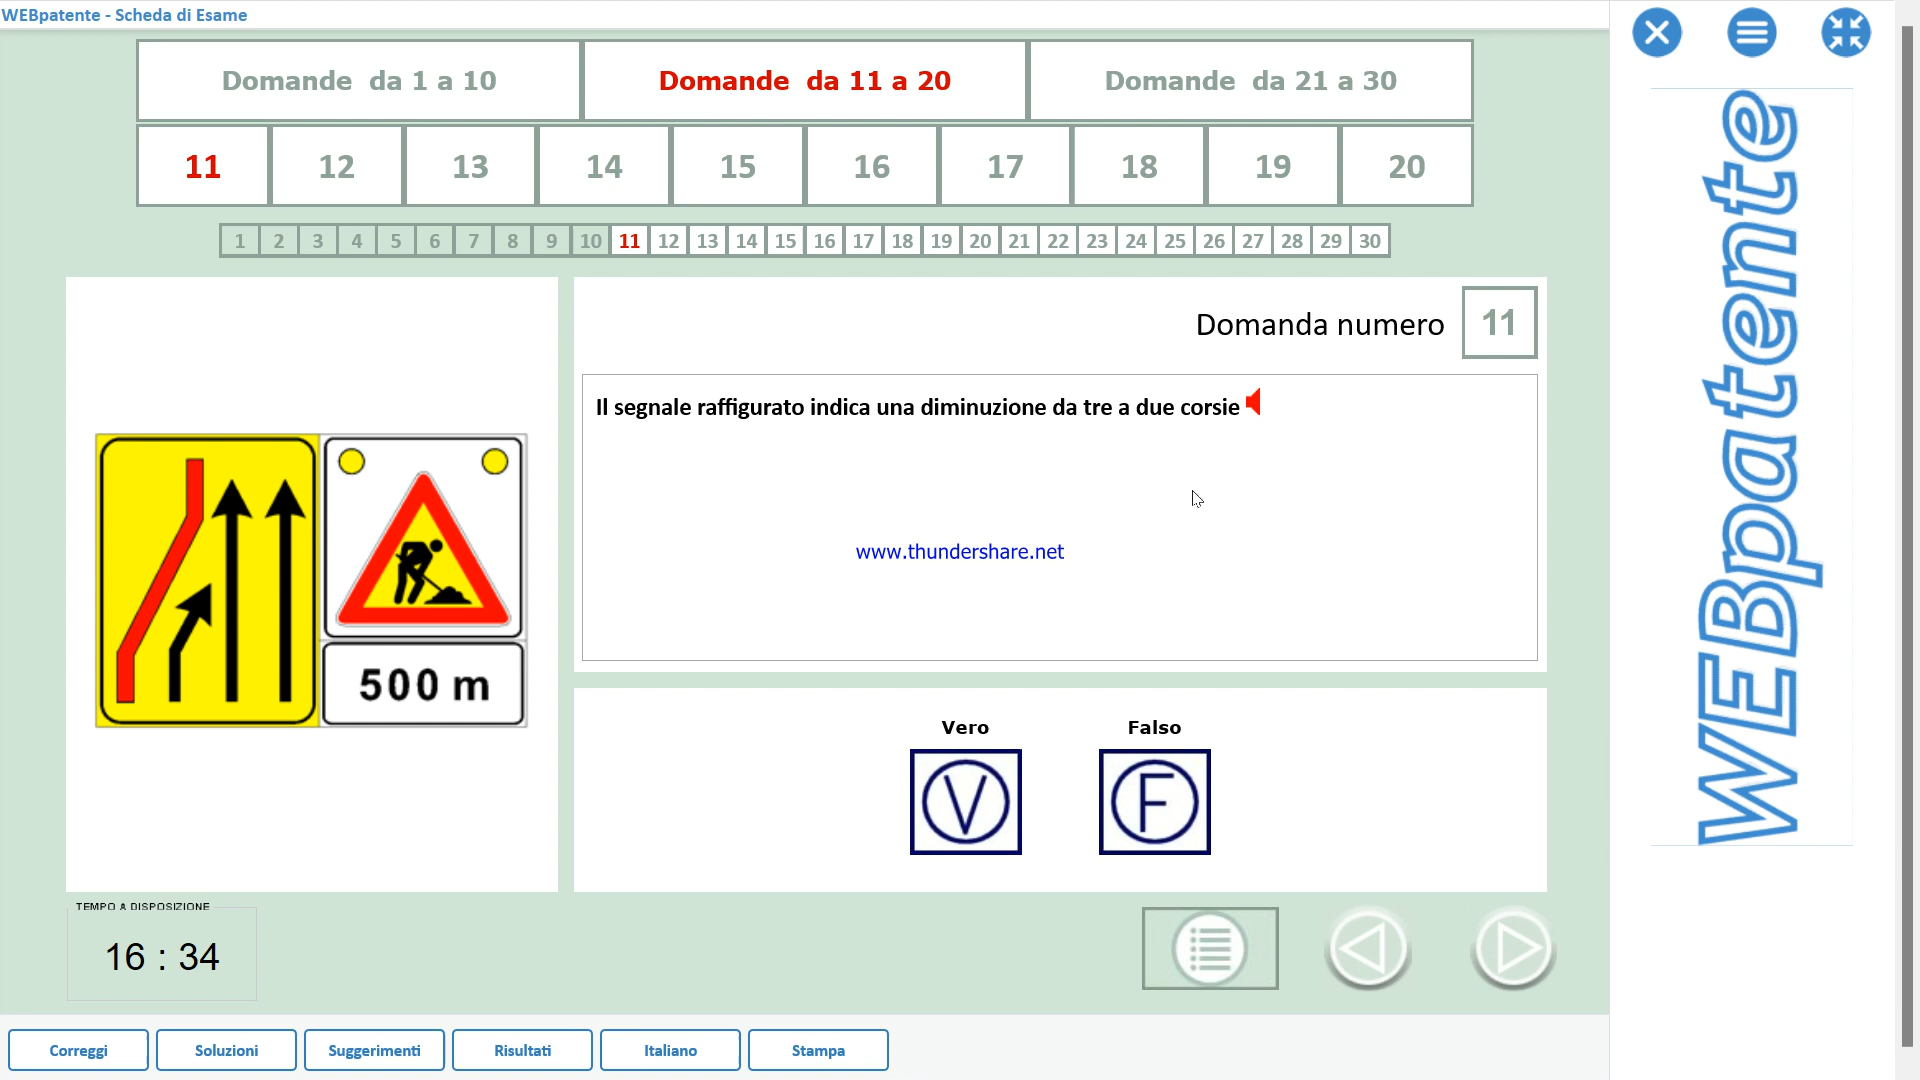 WEBpatente - Scheda di Esame
Domande da 1 a 10
Domande da 11 a 20
Domande da 21 a 30
11 12 13 14 15 16 17 18 19 20
1 2 3 4 5 6 7 8 9 10 11 12 13 14 15 16 17 18 19 20 21 22 23 24 25 26 27 28 29 30
Domanda numero 11
Il segnale raffigurato indica una diminuzione da tre a due corsie
www.thundershare.net
500 m
Vero
Falso
V
F
TEMPO A DISPOSIZIONE
16 : 34
Correggi
Soluzioni
Suggerimenti
Risultati
Italiano
Stampa
WEBpatente